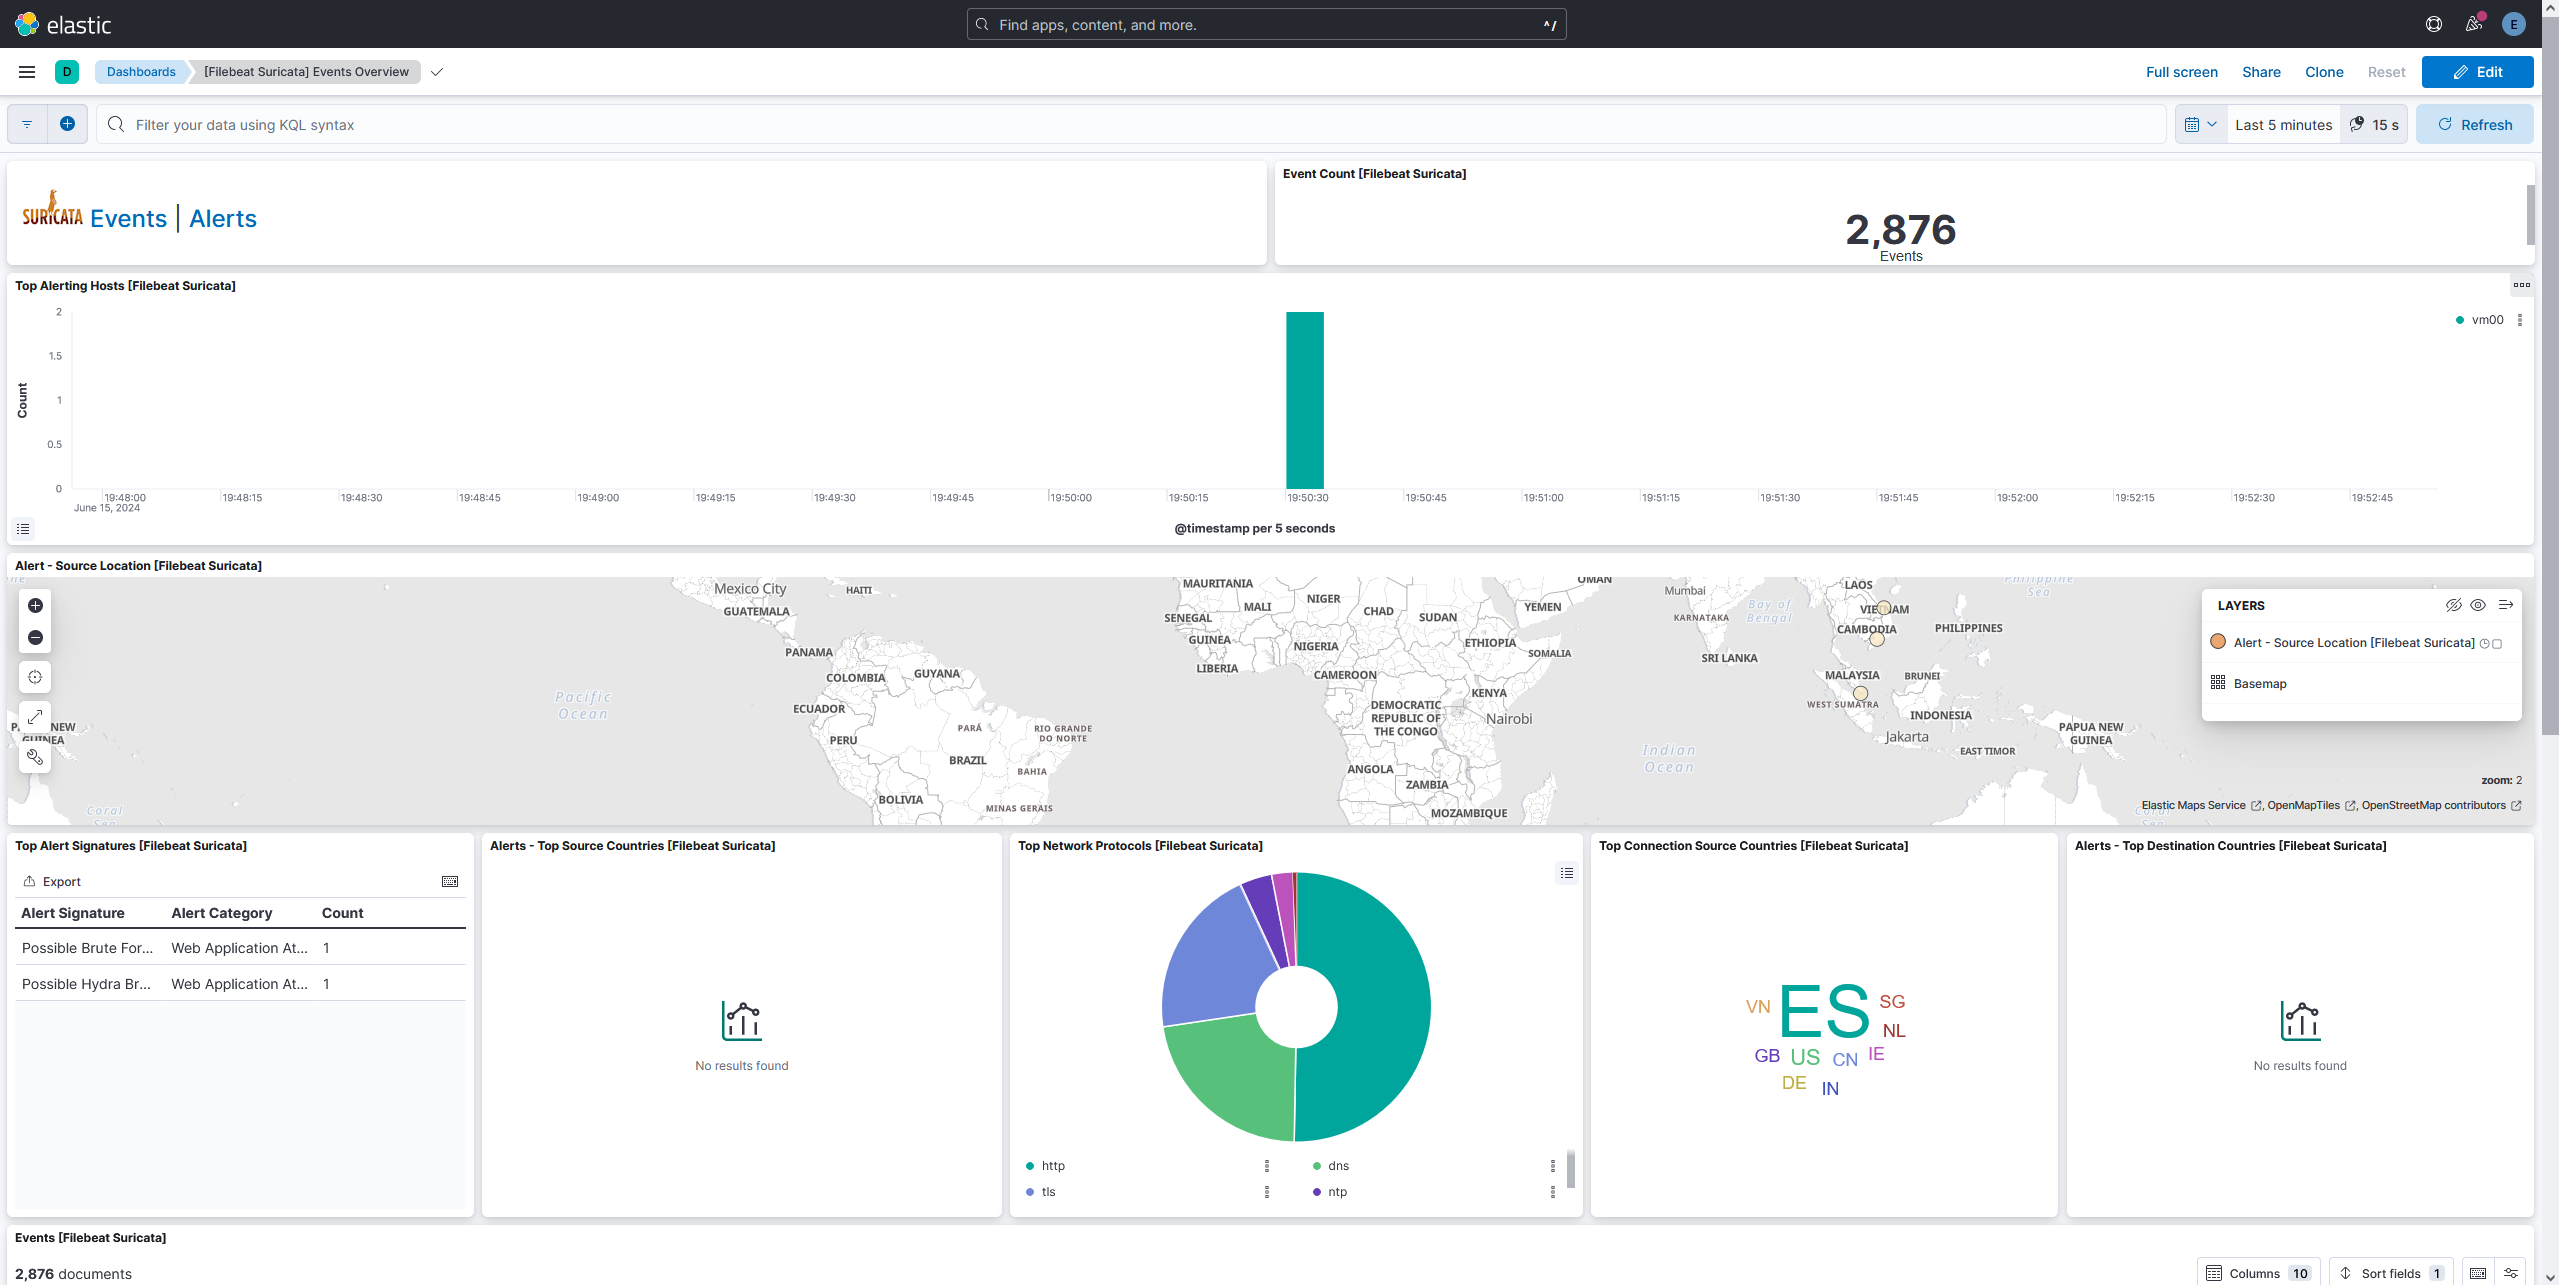 elastic
Find apps, content, and more.
^/
E
D
Dashboards
[Filebeat Suricata] Events Overview
Full screen
Share
Clone
Reset
Edit
Filter your data using KQL syntax
Last 5 minutes
15 s
Refresh
SURICATA Events | Alerts
Event Count [Filebeat Suricata]
2,876
Events
Top Alerting Hosts [Filebeat Suricata]
vm00
2
1.5
1
0.5
0
Count
19:48:00 19:48:15 19:48:30 19:48:45 19:49:00 19:49:15 19:49:30 19:49:45 19:50:00 19:50:15 19:50:30 19:50:45 19:51:00 19:51:15 19:51:30 19:51:45 19:52:00 19:52:15 19:52:30 19:52:45
June 15, 2024
@timestamp per 5 seconds
Alert - Source Location [Filebeat Suricata]
Mexico City
HAITI
GUATEMALA
PANAMA
COLOMBIA
GUYANA
ECUADOR
PERU
PARÁ
RIO GRANDE
DO NORTE
BRAZIL
BAHIA
BOLIVIA
MINAS GERAIS
Pacific
Ocean
NEW
GUINEA
Coral
MAURITANIA
MALI
NIGER
CHAD
SUDAN
SENEGAL
GUINEA
LIBERIA
NIGERIA
CAMEROON
ETHIOPIA
SOMALIA
YEMEN
OMAN
KENYA
Nairobi
DEMOCRATIC
REPUBLIC OF
THE CONGO
ANGOLA
ZAMBIA
MOZAMBIQUE
Mumbai
KARNATAKA
Bay of
Bengal
SRI LANKA
Indian
Ocean
LAOS
VIETNAM
CAMBODIA
PHILIPPINES
Philippine
Sea
MALAYSIA
BRUNEI
WEST SUMATRA
INDONESIA
Jakarta
EAST TIMOR
PAPUA NEW
GUINEA
Coral
Sea
LAYERS
Alert - Source Location [Filebeat Suricata]
Basemap
zoom: 2
Elastic Maps Service , OpenMapTiles , OpenStreetMap contributors
Top Alert Signatures [Filebeat Suricata]
Export
Alert Signature Alert Category Count
Possible Brute For... Web Application At... 1
Possible Hydra Br... Web Application At... 1
Alerts - Top Source Countries [Filebeat Suricata]
No results found
Top Network Protocols [Filebeat Suricata]
http
dns
tls
ntp
Top Connection Source Countries [Filebeat Suricata]
VN ES SG
NL
GB US CN IE
DE IN
Alerts - Top Destination Countries [Filebeat Suricata]
No results found
Events [Filebeat Suricata]
2,876 documents
Columns 10
Sort fields 1